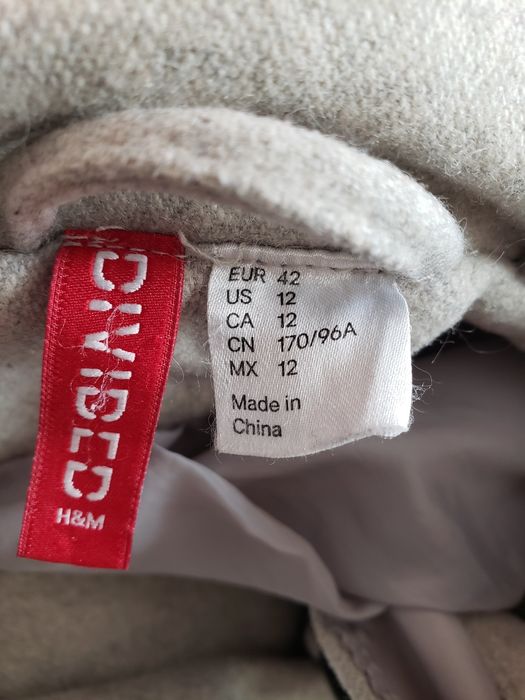 DIVIDED
H&M
EUR 42
US 12
CA 12
CN 170/96A
MX 12
Made in
China